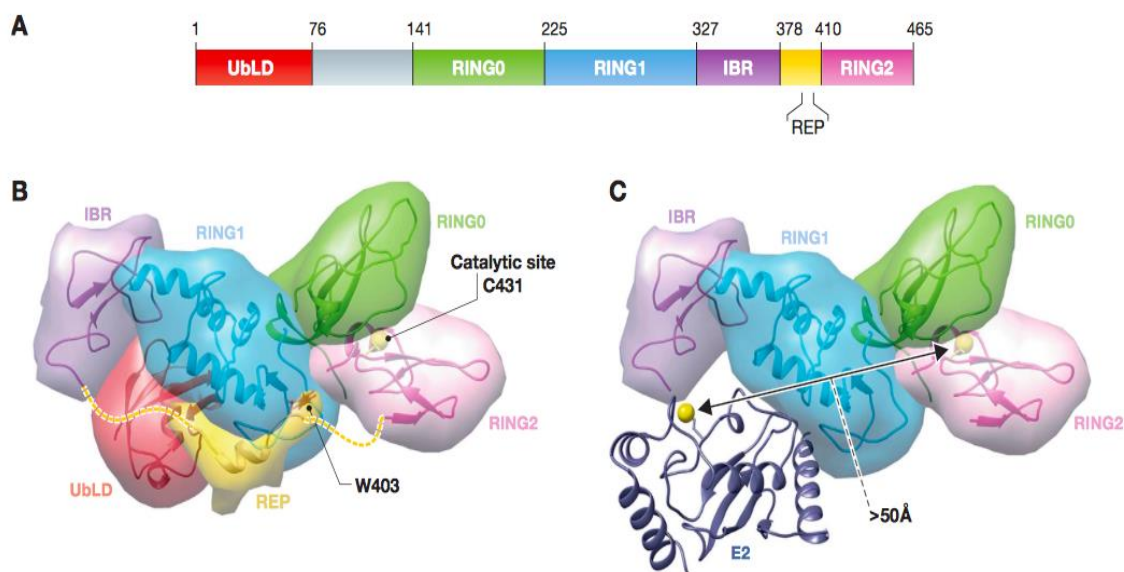 A
1 76 141 225 327 378 410 465
UbLD RING0 RING1 IBR RING2
REP
B
IBR
RING1
RING0
Catalytic site
C431
RING2
UbLD
REP
W403
C
IBR
RING1
RING0
RING2
>50Å
E2